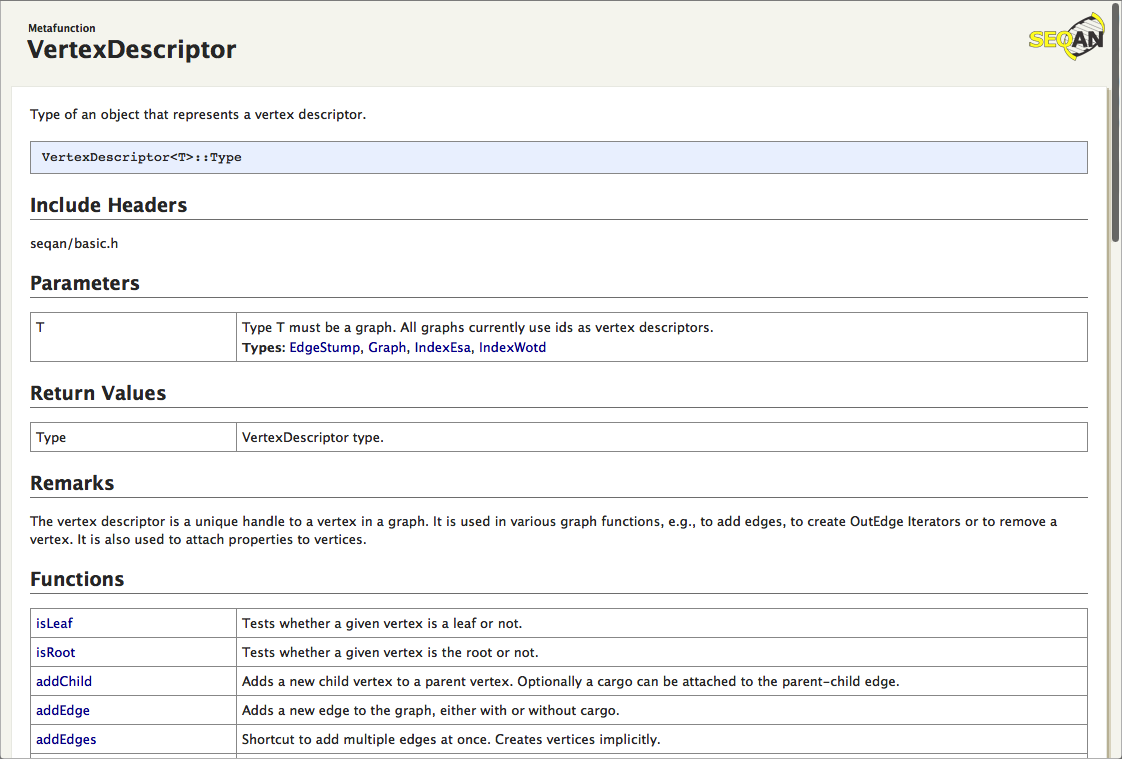 Metafunction
VertexDescriptor
SEQAN
Type of an object that represents a vertex descriptor.
VertexDescriptor<T>::Type
Include Headers
seqan/basic.h
Parameters
T
Type T must be a graph. All graphs currently use ids as vertex descriptors.
Types: EdgeStump, Graph, IndexEsa, IndexWotd
Return Values
Type
VertexDescriptor type.
Remarks
The vertex descriptor is a unique handle to a vertex in a graph. It is used in various graph functions, e.g., to add edges, to create OutEdge Iterators or to remove a
vertex. It is also used to attach properties to vertices.
Functions
isLeaf
Tests whether a given vertex is a leaf or not.
isRoot
Tests whether a given vertex is the root or not.
addChild
Adds a new child vertex to a parent vertex. Optionally a cargo can be attached to the parent-child edge.
addEdge
Adds a new edge to the graph, either with or without cargo.
addEdges
Shortcut to add multiple edges at once. Creates vertices implicitly.